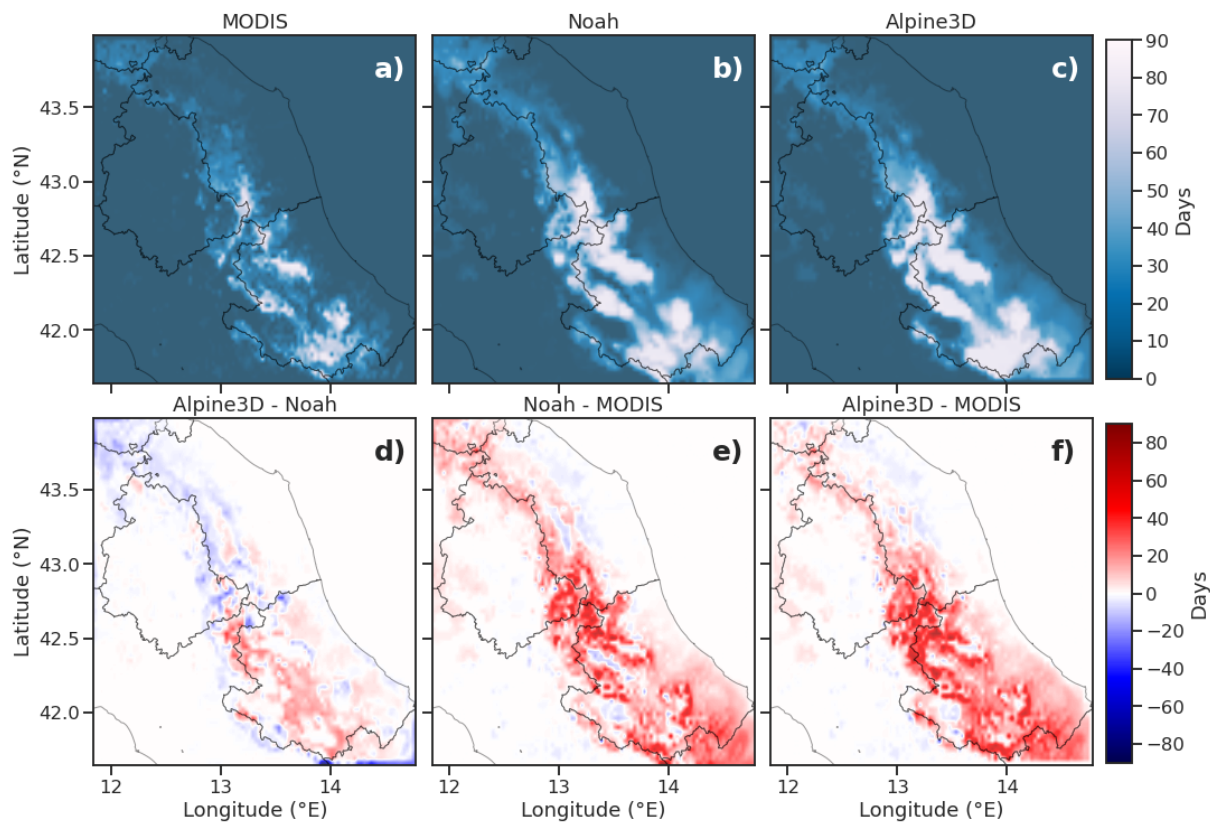 MODIS
Noah
Alpine3D
a)
b)
c)
43.5
43.0
42.5
42.0
Latitude (°N)
90
80
70
60
50
40
30
20
10
0
Days
Alpine3D - Noah
Noah - MODIS
Alpine3D - MODIS
d)
e)
f)
43.5
43.0
42.5
42.0
Latitude (°N)
80
60
40
20
0
−20
−40
−60
−80
Days
12
13
14
12
13
14
12
13
14
Longitude (°E)
Longitude (°E)
Longitude (°E)